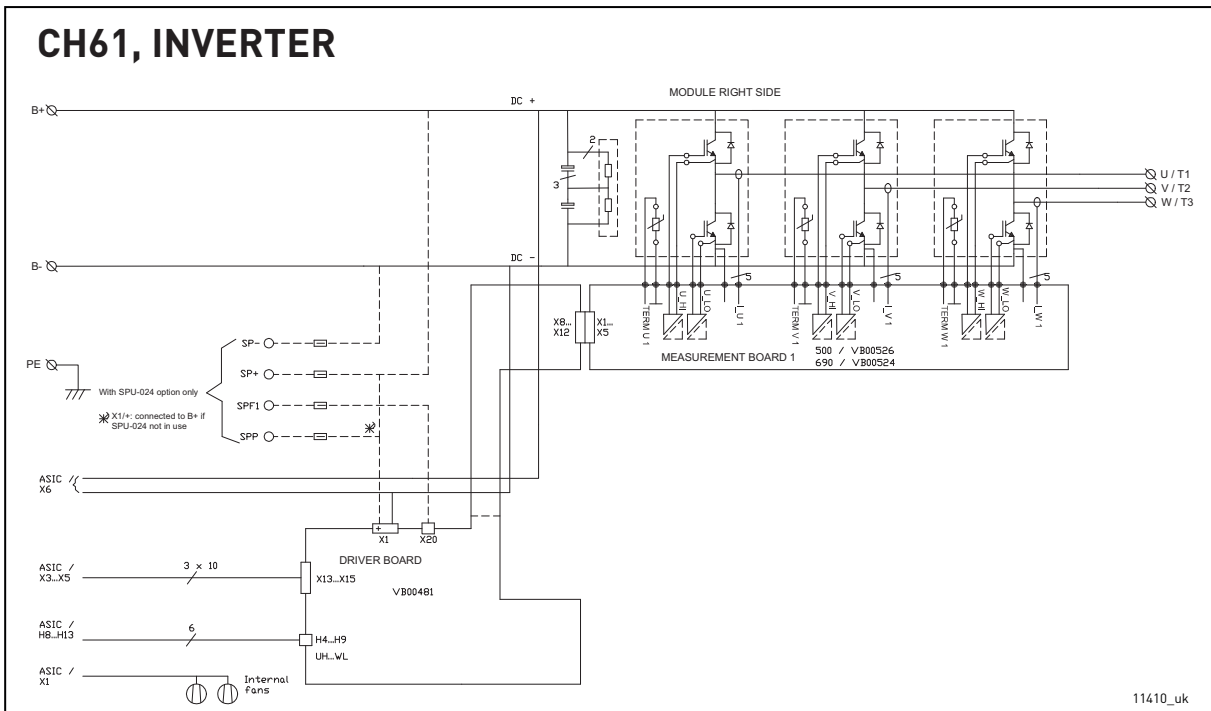 CH61, INVERTER
MODULE RIGHT SIDE
B+
DC +
2
3
U / T1
V / T2
W / T3
B-
DC -
5
5
5
TERM U 1
U_HI
U_LO
I_U 1
TERM V 1
V_HI
V_LO
I_V 1
TERM W 1
W_HI
W_LO
I_W 1
X8...
X12
X1...
X5
MEASUREMENT BOARD 1
500 / VB00526
690 / VB00524
PE
SP-
SP+
SPF1
SPP
With SPU-024 option only
X1/+: connected to B+ if
SPU-024 not in use
ASIC /
X6
+
X1
X20
DRIVER BOARD
VB00481
ASIC /
X3...X5
3 x 10
X13...X15
ASIC /
H8...H13
6
H4...H9
UH...WL
ASIC /
X1
Internal
fans
11410_uk